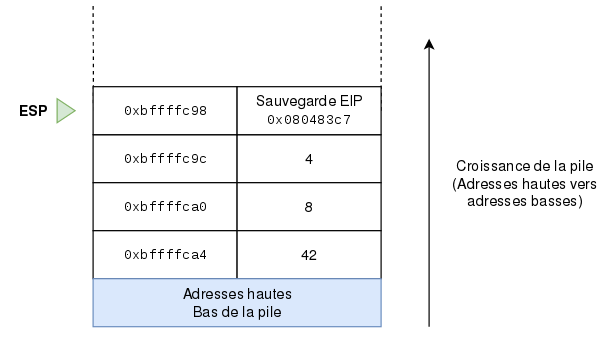 ESP
0xbffffc98
Sauvegarde EIP
0x080483c7
0xbffffc9c
4
0xbffffca0
8
0xbffffca4
42
Adresses hautes
Bas de la pile
Croissance de la pile
(Adresses hautes vers
adresses basses)